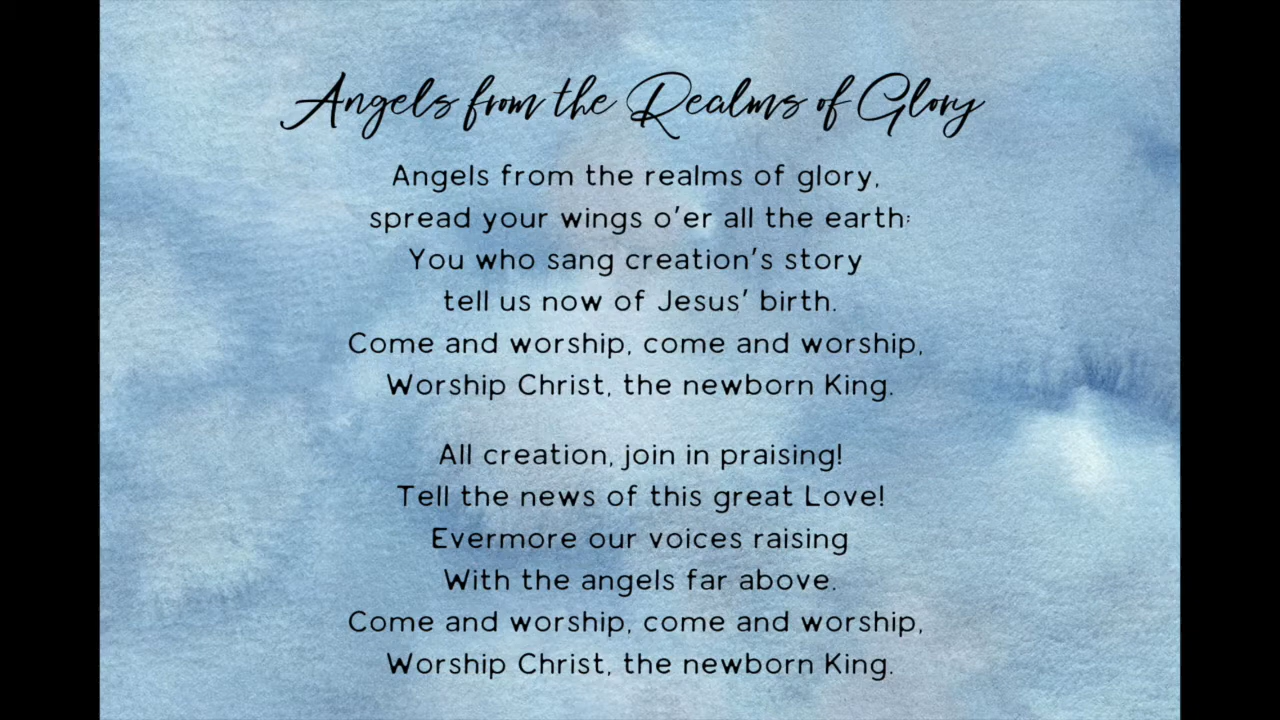 Angels from the Realms of Glory
Angels from the realms of glory,
spread your wings o'er all the earth:
You who sang creation's story
tell us now of Jesus' birth.
Come and worship, come and worship,
Worship Christ, the newborn King.
All creation, join in praising!
Tell the news of this great Love!
Evermore our voices raising
With the angels far above.
Come and worship, come and worship,
Worship Christ, the newborn King.